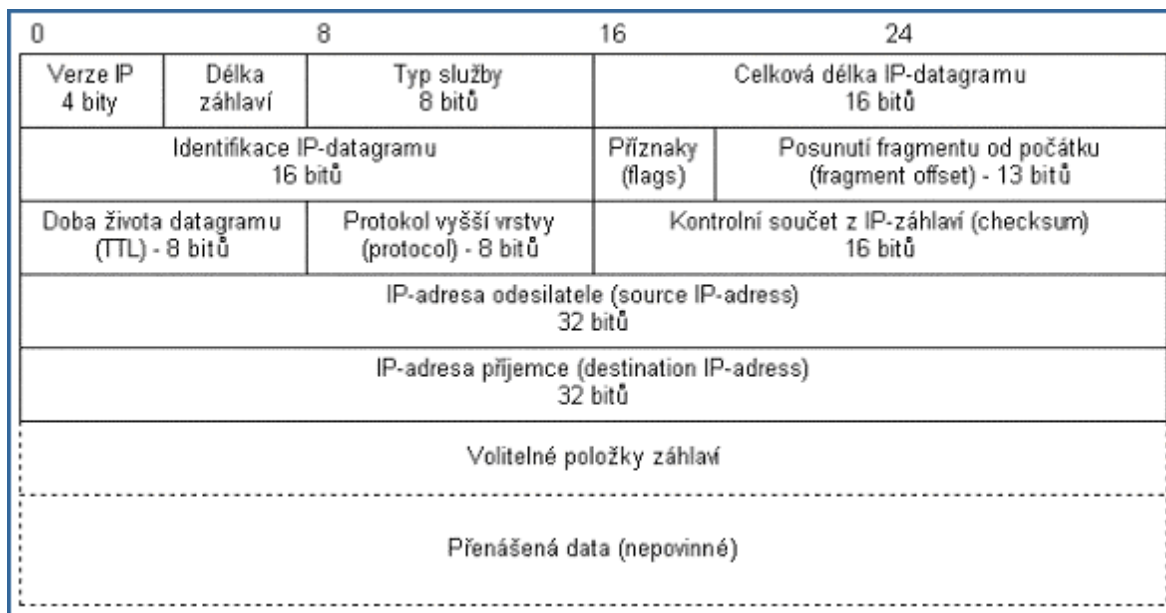 0 8 16 24
Verze IP
4 bity
Délka
záhlaví
Typ služby
8 bitů
Celková délka IP-datagramu
16 bitů
Identifikace IP-datagramu
16 bitů
Příznaky
(flags)
Posunutí fragmentu od počátku
(fragment offset) - 13 bitů
Doba života datagramu
(TTL) - 8 bitů
Protokol vyšší vrstvy
(protocol) - 8 bitů
Kontrolní součet z IP-záhlaví (checksum)
16 bitů
IP-adresa odesilatele (source IP-adress)
32 bitů
IP-adresa příjemce (destination IP-adress)
32 bitů
Volitelné položky záhlaví
Přenášená data (nepovinné)